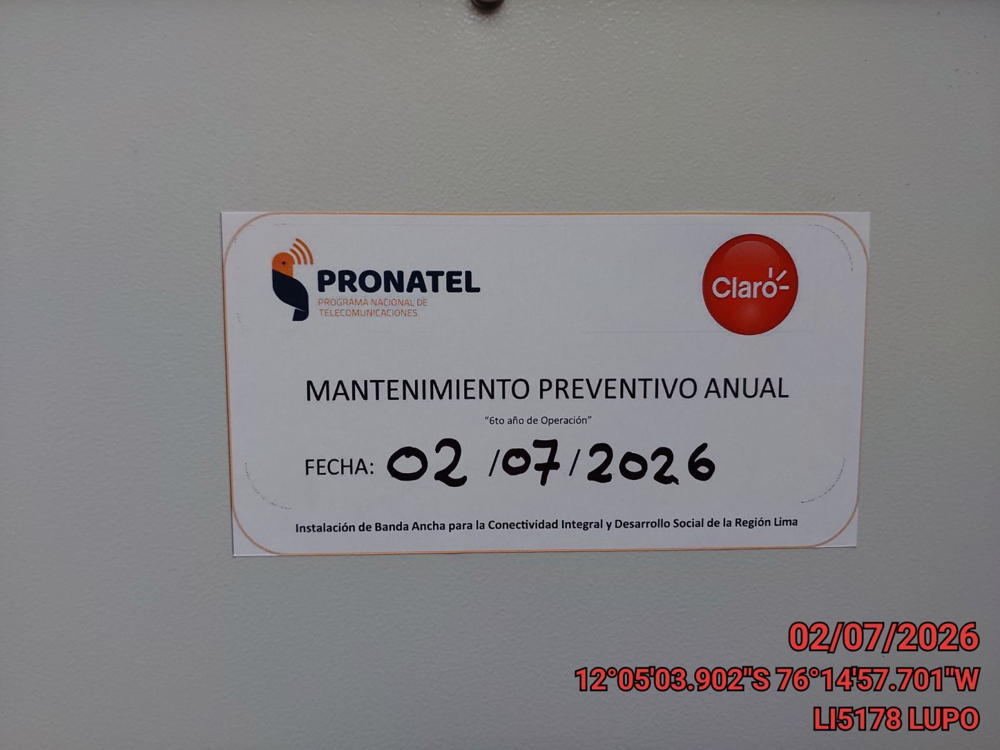 PRONATEL
PROGRAMA NACIONAL DE
TELECOMUNICACIONES
Claro
MANTENIMIENTO PREVENTIVO ANUAL
“6to año de Operación”
FECHA: 02 /07/2026
Instalación de Banda Ancha para la Conectividad Integral y Desarrollo Social de la Región Lima
02/07/2026
12°05'03.902"S 76°14'57.701"W
LI5178 LUPO